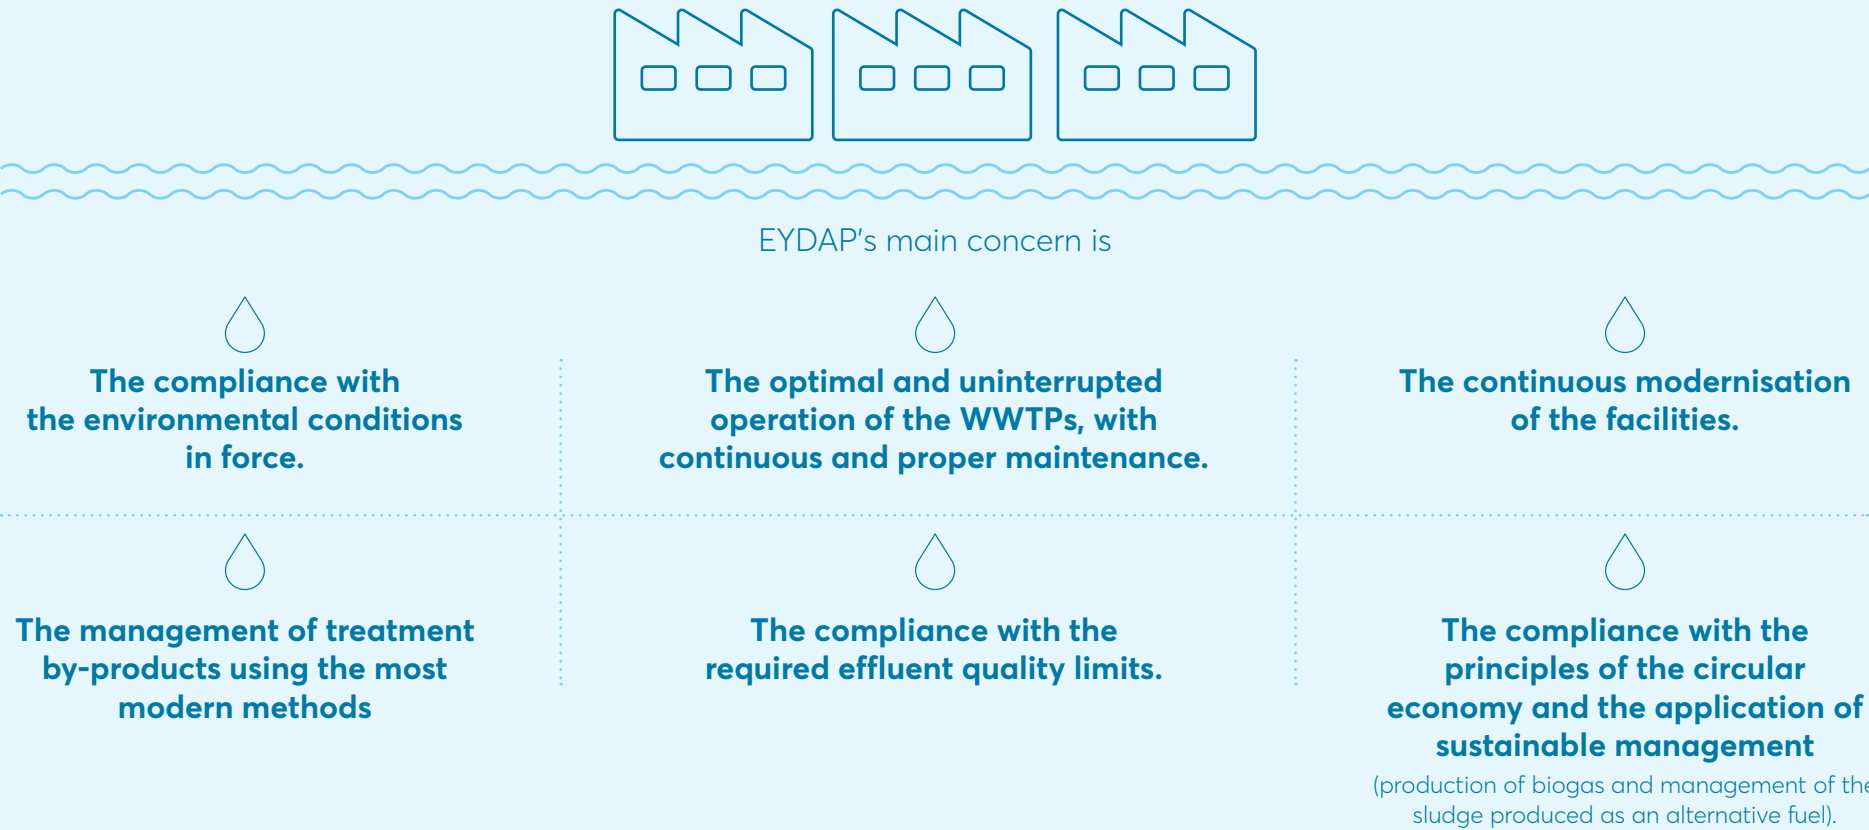 EYDAP's main concern is
The compliance with
the environmental conditions
in force.
The optimal and uninterrupted
operation of the WWTPs, with
continuous and proper maintenance.
The continuous modernisation
of the facilities.
The management of treatment
by-products using the most
modern methods
The compliance with the
required effluent quality limits.
The compliance with the
principles of the circular
economy and the application of
sustainable management
(production of biogas and management of the
sludge produced as an alternative fuel).